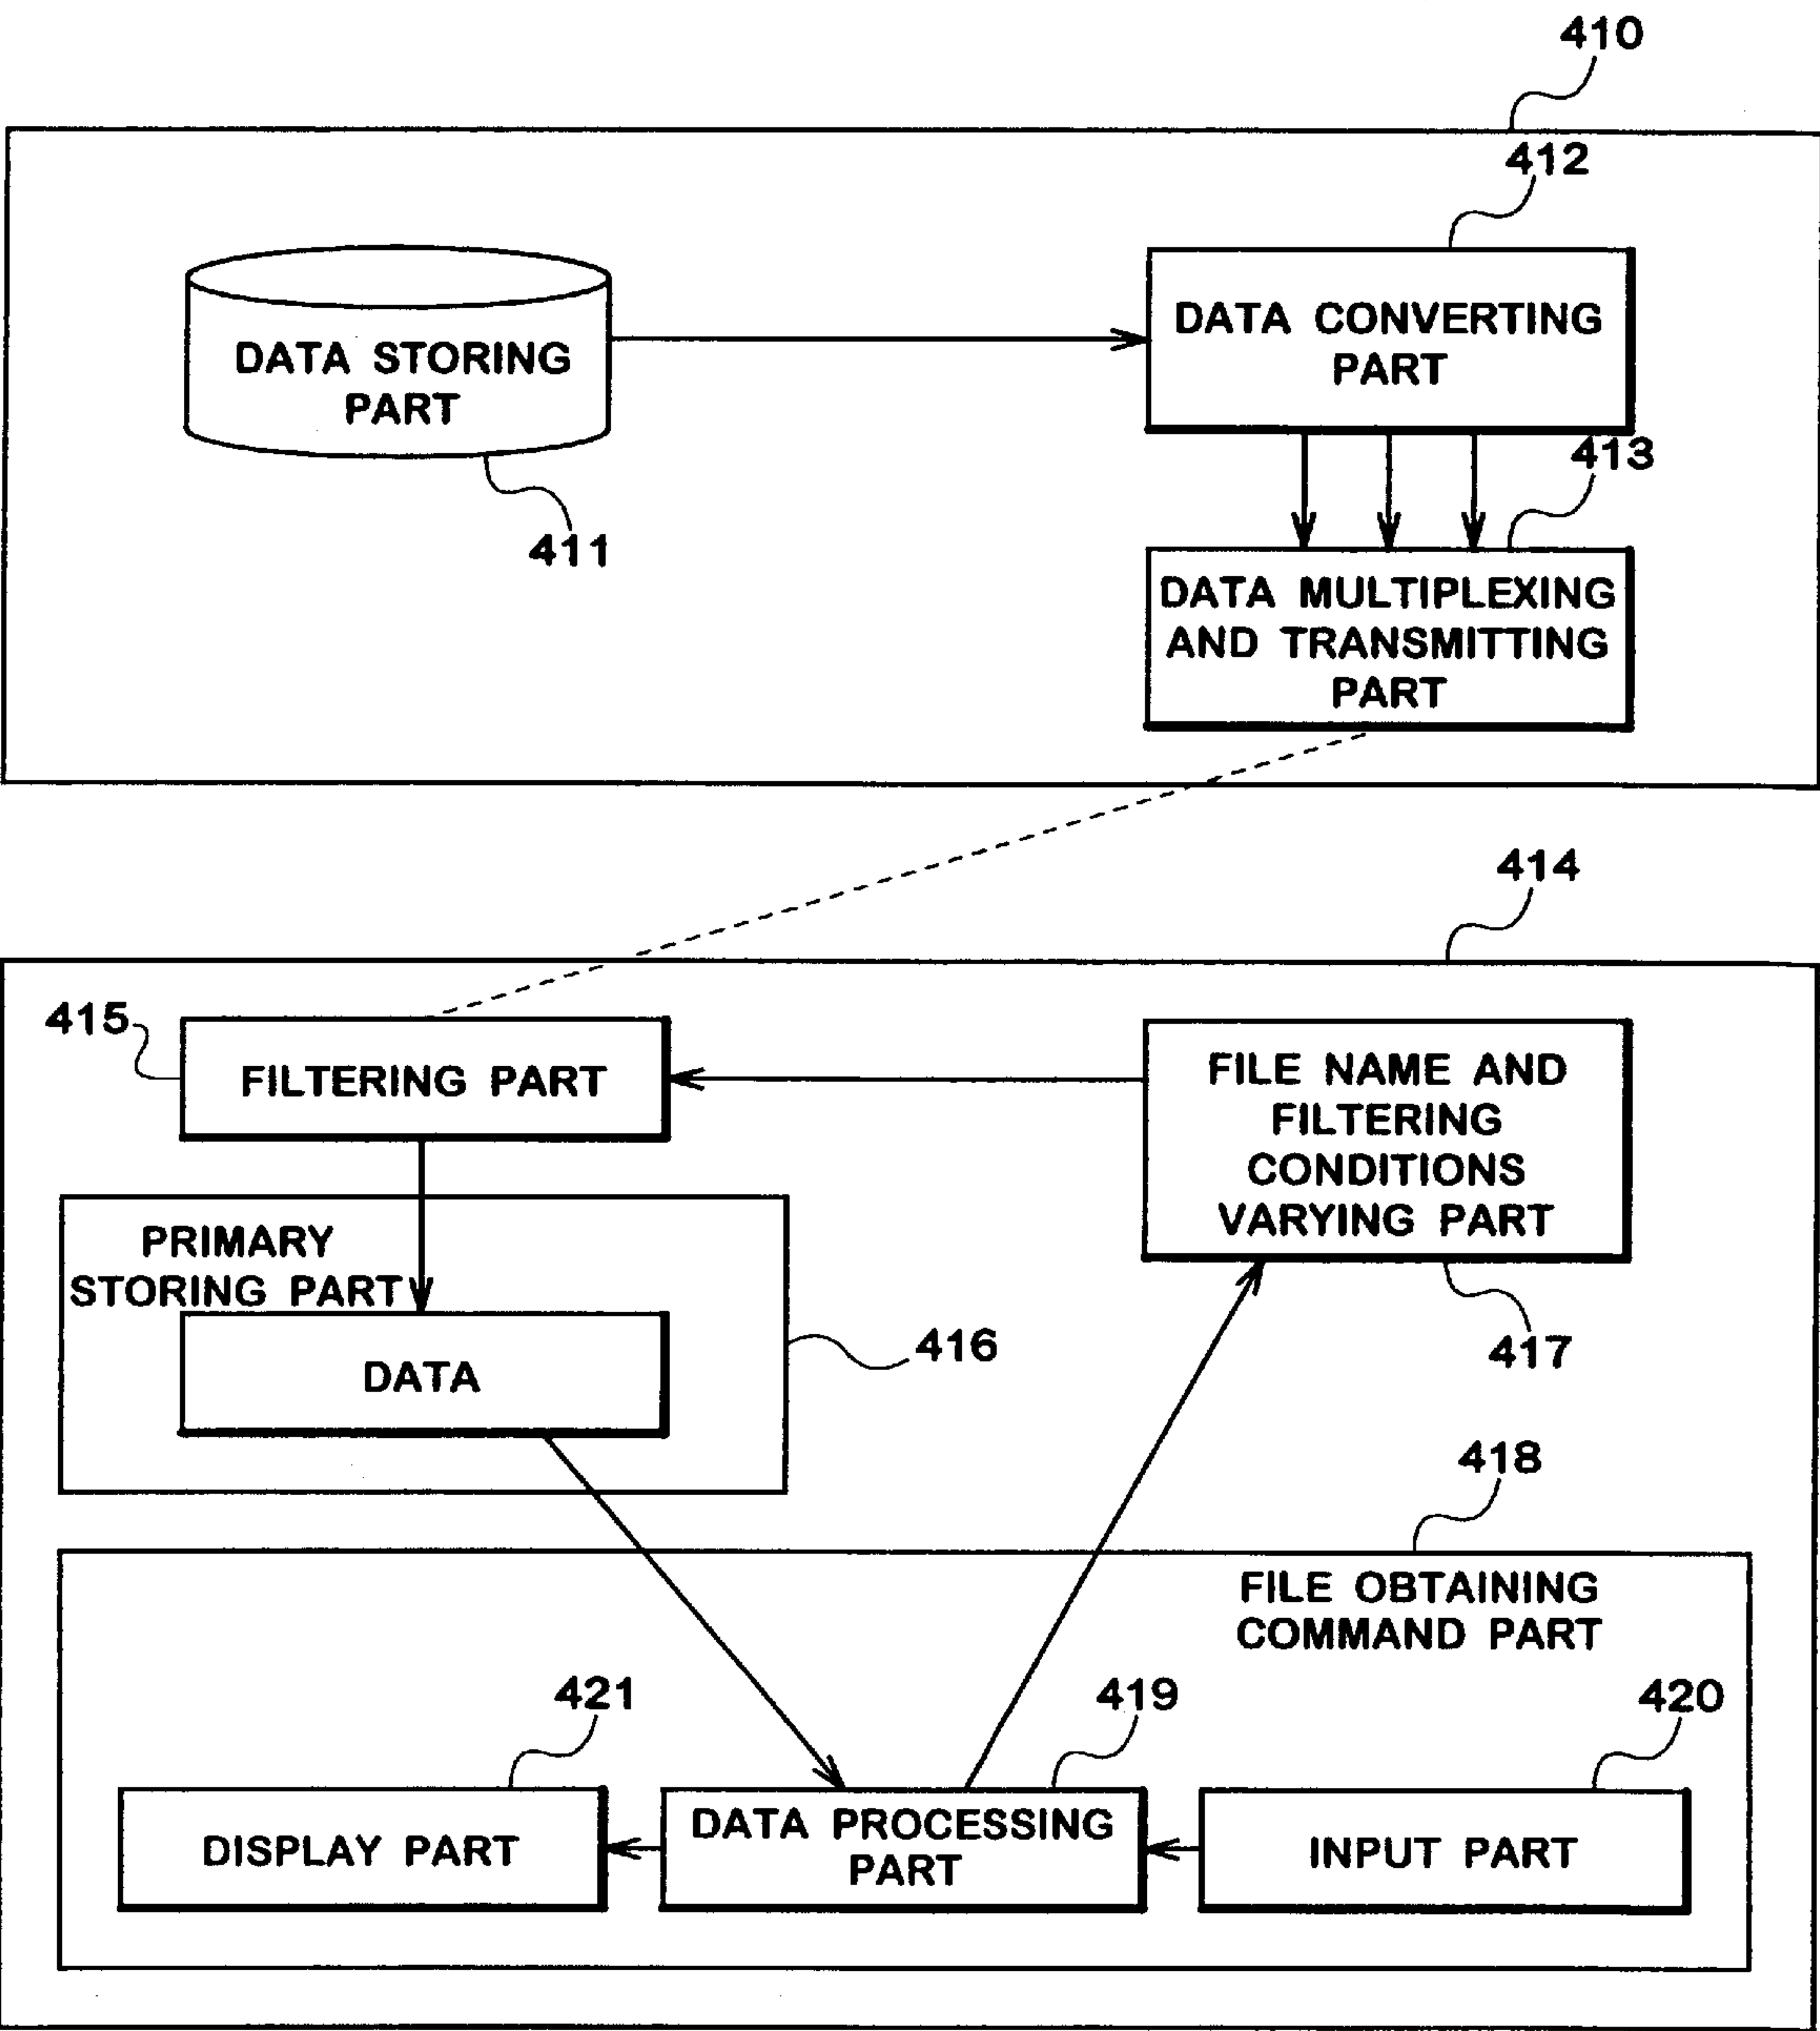 410
412
DATA STORING
PART
DATA CONVERTING
PART
411
413
DATA MULTIPLEXING
AND TRANSMITTING
PART
414
415
FILTERING PART
FILE NAME AND
FILTERING
CONDITIONS
VARYING PART
PRIMARY
STORING PART
DATA
416
417
418
FILE OBTAINING
COMMAND PART
421
419
420
DISPLAY PART
DATA PROCESSING
PART
INPUT PART